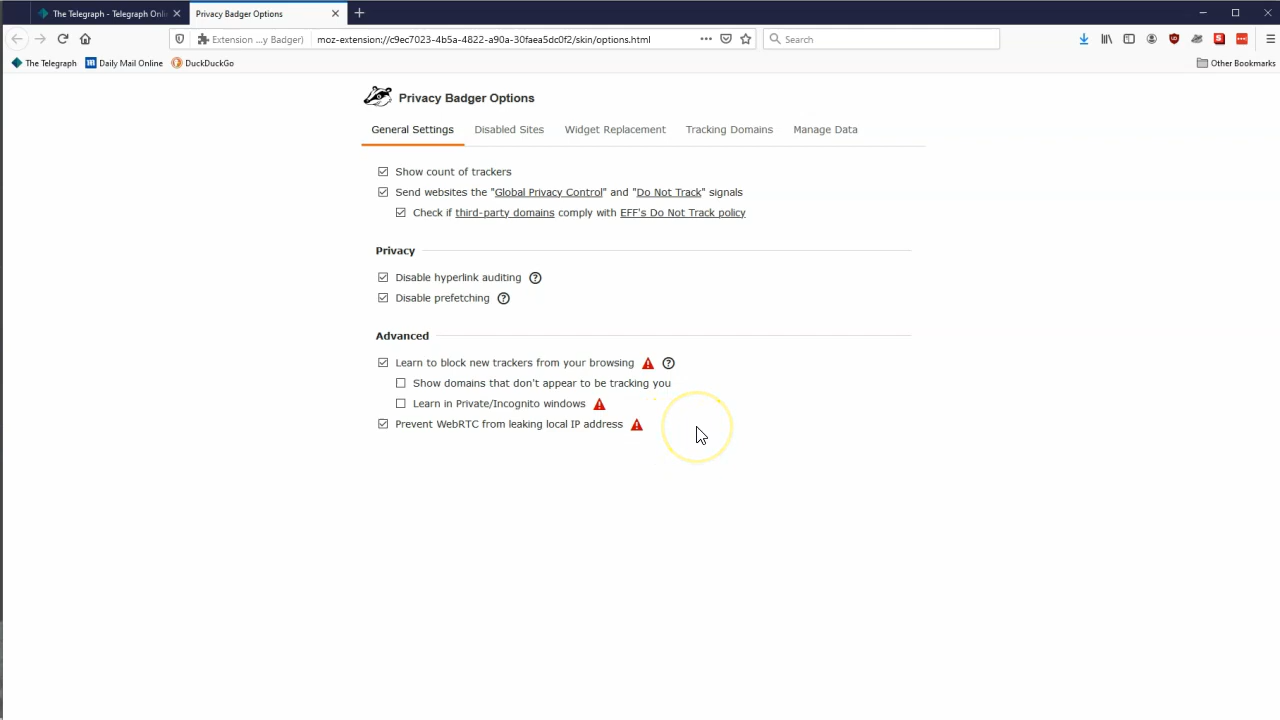 The Telegraph - Telegraph Onli
Privacy Badger Options
Extension ...y Badger)
moz-extension://c9ec7023-4b5a-4822-a90a-30faea5dc0f2/skin/options.html
Search
The Telegraph
Daily Mail Online
DuckDuckGo
Other Bookmarks
Privacy Badger Options
General Settings
Disabled Sites
Widget Replacement
Tracking Domains
Manage Data
Show count of trackers
Send websites the "Global Privacy Control" and "Do Not Track" signals
Check if third-party domains comply with EFF's Do Not Track policy
Privacy
Disable hyperlink auditing
Disable prefetching
Advanced
Learn to block new trackers from your browsing
Show domains that don't appear to be tracking you
Learn in Private/Incognito windows
Prevent WebRTC from leaking local IP address